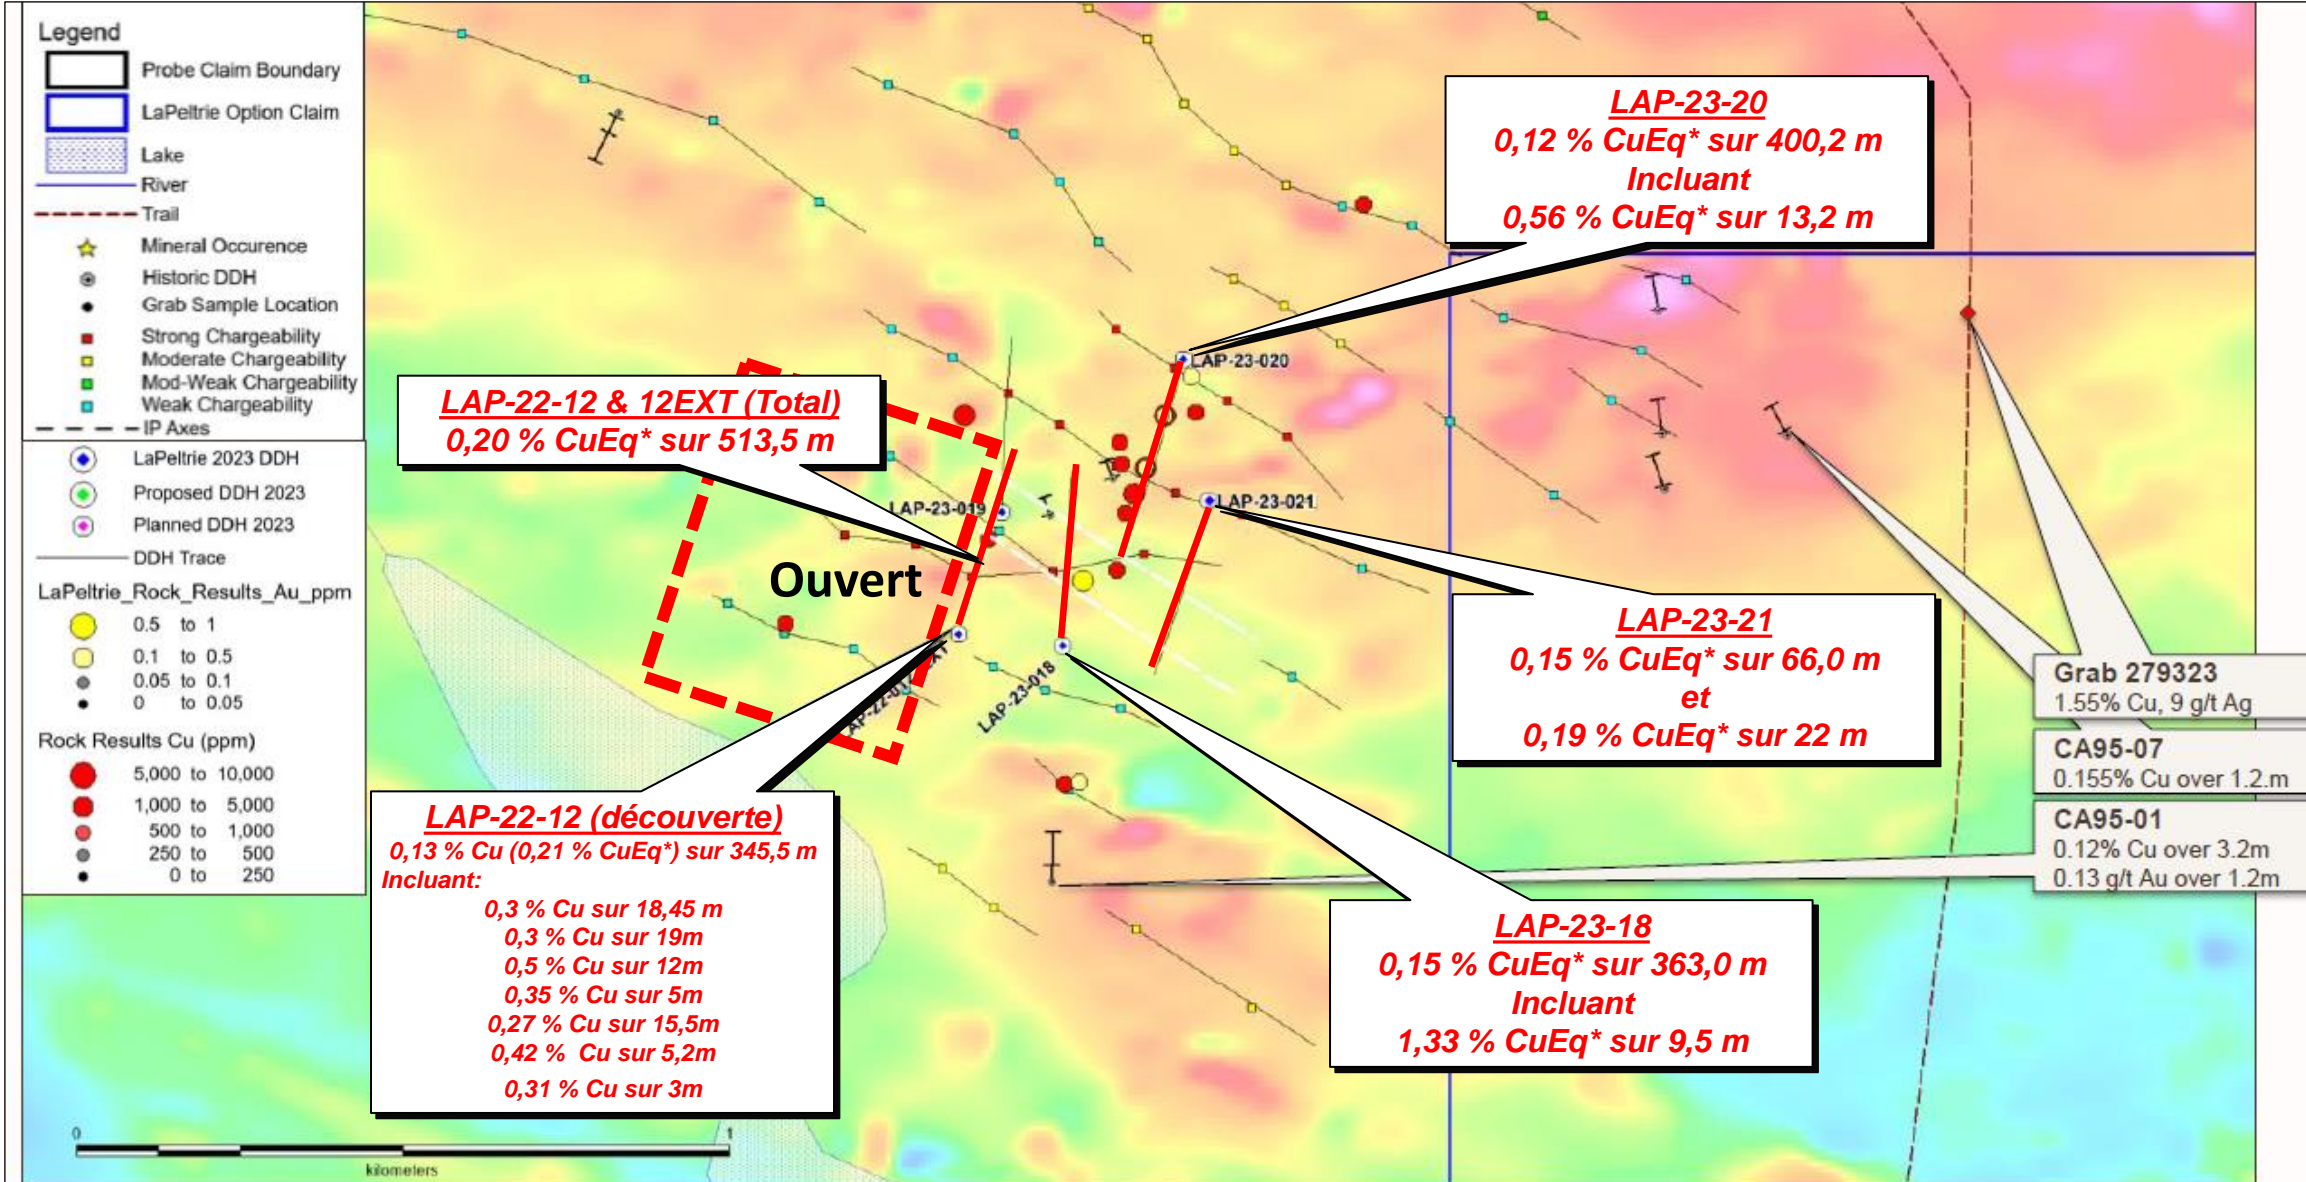 Legend
Probe Claim Boundary
LaPeltrie Option Claim
Lake
River
Trail
Mineral Occurence
Historic DDH
Grab Sample Location
Strong Chargeability
Moderate Chargeability
Mod-Weak Chargeability
Weak Chargeability
IP Axes
LaPeltrie 2023 DDH
Proposed DDH 2023
Planned DDH 2023
DDH Trace
LaPeltrie_Rock_Results_Au_ppm
0.5 to 1
0.1 to 0.5
0.05 to 0.1
0 to 0.05
Rock Results Cu (ppm)
5,000 to 10,000
1,000 to 5,000
500 to 1,000
250 to 500
0 to 250
0 1
kilometers
LAP-23-20
0,12 % CuEq* sur 400,2 m
Incluant
0,56 % CuEq* sur 13,2 m
LAP-23-020
LAP-22-12 & 12EXT (Total)
0,20 % CuEq* sur 513,5 m
LAP-23-019
LAP-23-021
Ouvert
LAP-23-018
LAP-23-21
0,15 % CuEq* sur 66,0 m
et
0,19 % CuEq* sur 22 m
Grab 279323
1.55% Cu, 9 g/t Ag
CA95-07
0.155% Cu over 1.2.m
CA95-01
0.12% Cu over 3.2m
0.13 g/t Au over 1.2m
LAP-22-12 (découverte)
0,13 % Cu (0,21 % CuEq*) sur 345,5 m
Incluant:
0,3 % Cu sur 18,45 m
0,3 % Cu sur 19m
0,5 % Cu sur 12m
0,35 % Cu sur 5m
0,27 % Cu sur 15,5m
0,42 % Cu sur 5,2m
0,31 % Cu sur 3m
LAP-23-18
0,15 % CuEq* sur 363,0 m
Incluant
1,33 % CuEq* sur 9,5 m